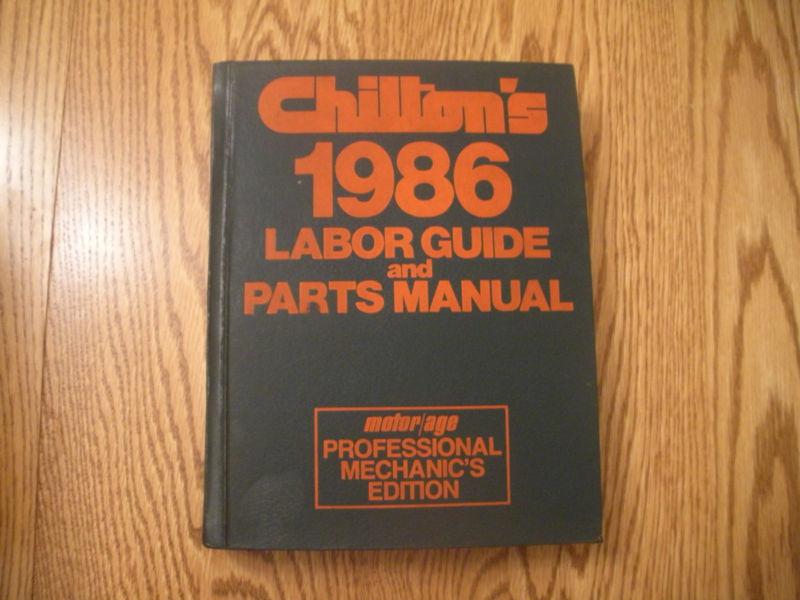 Chilton's
1986
LABOR GUIDE
and
PARTS MANUAL
motor/age
PROFESSIONAL
MECHANIC'S
EDITION